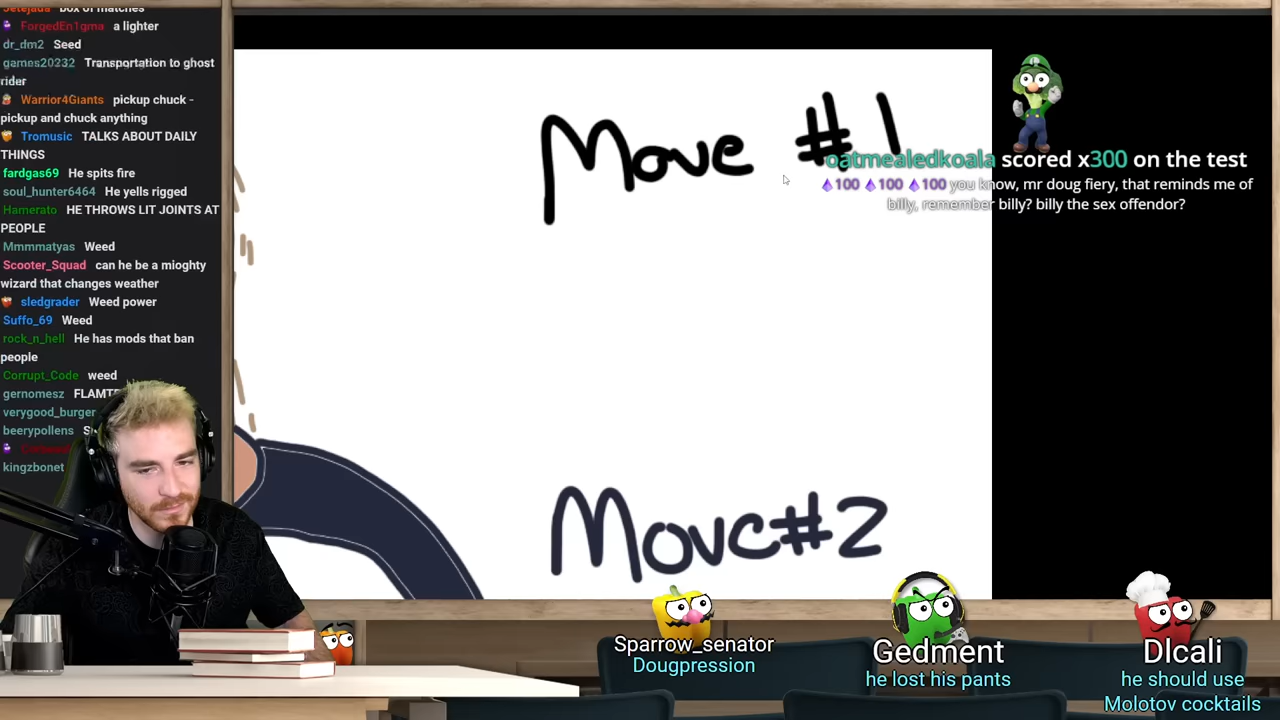 Setejada box of matches
ForgedEn1gma a lighter
dr_dm2 Seed
games20232 Transportation to ghost
rider
Warrior4Giants pickup chuck -
pickup and chuck anything
Tromusic TALKS ABOUT DAILY
THINGS
fardgas69 He spits fire
soul_hunter6464 He yells rigged
Hamerato HE THROWS LIT JOINTS AT
PEOPLE
Mmmmatyas Weed
Scooter_Squad can he be a mioghty
wizard that changes weather
sledgrader Weed power
Suffo_69 Weed
rock_n_hell He has mods that ban
people
Corrupt_Code weed
gernomesz
verygood_burger
beerypollens
kingzbonet
Move #1
oatmealedkoala scored x300 on the test
100 100 100 you know, mr doug fiery, that reminds me of
billy, remember billy? billy the sex offendor?
Move#2
Sparrow_senator
Dougpression
Gedment
he lost his pants
Dlcali
he should use
Molotov cocktails